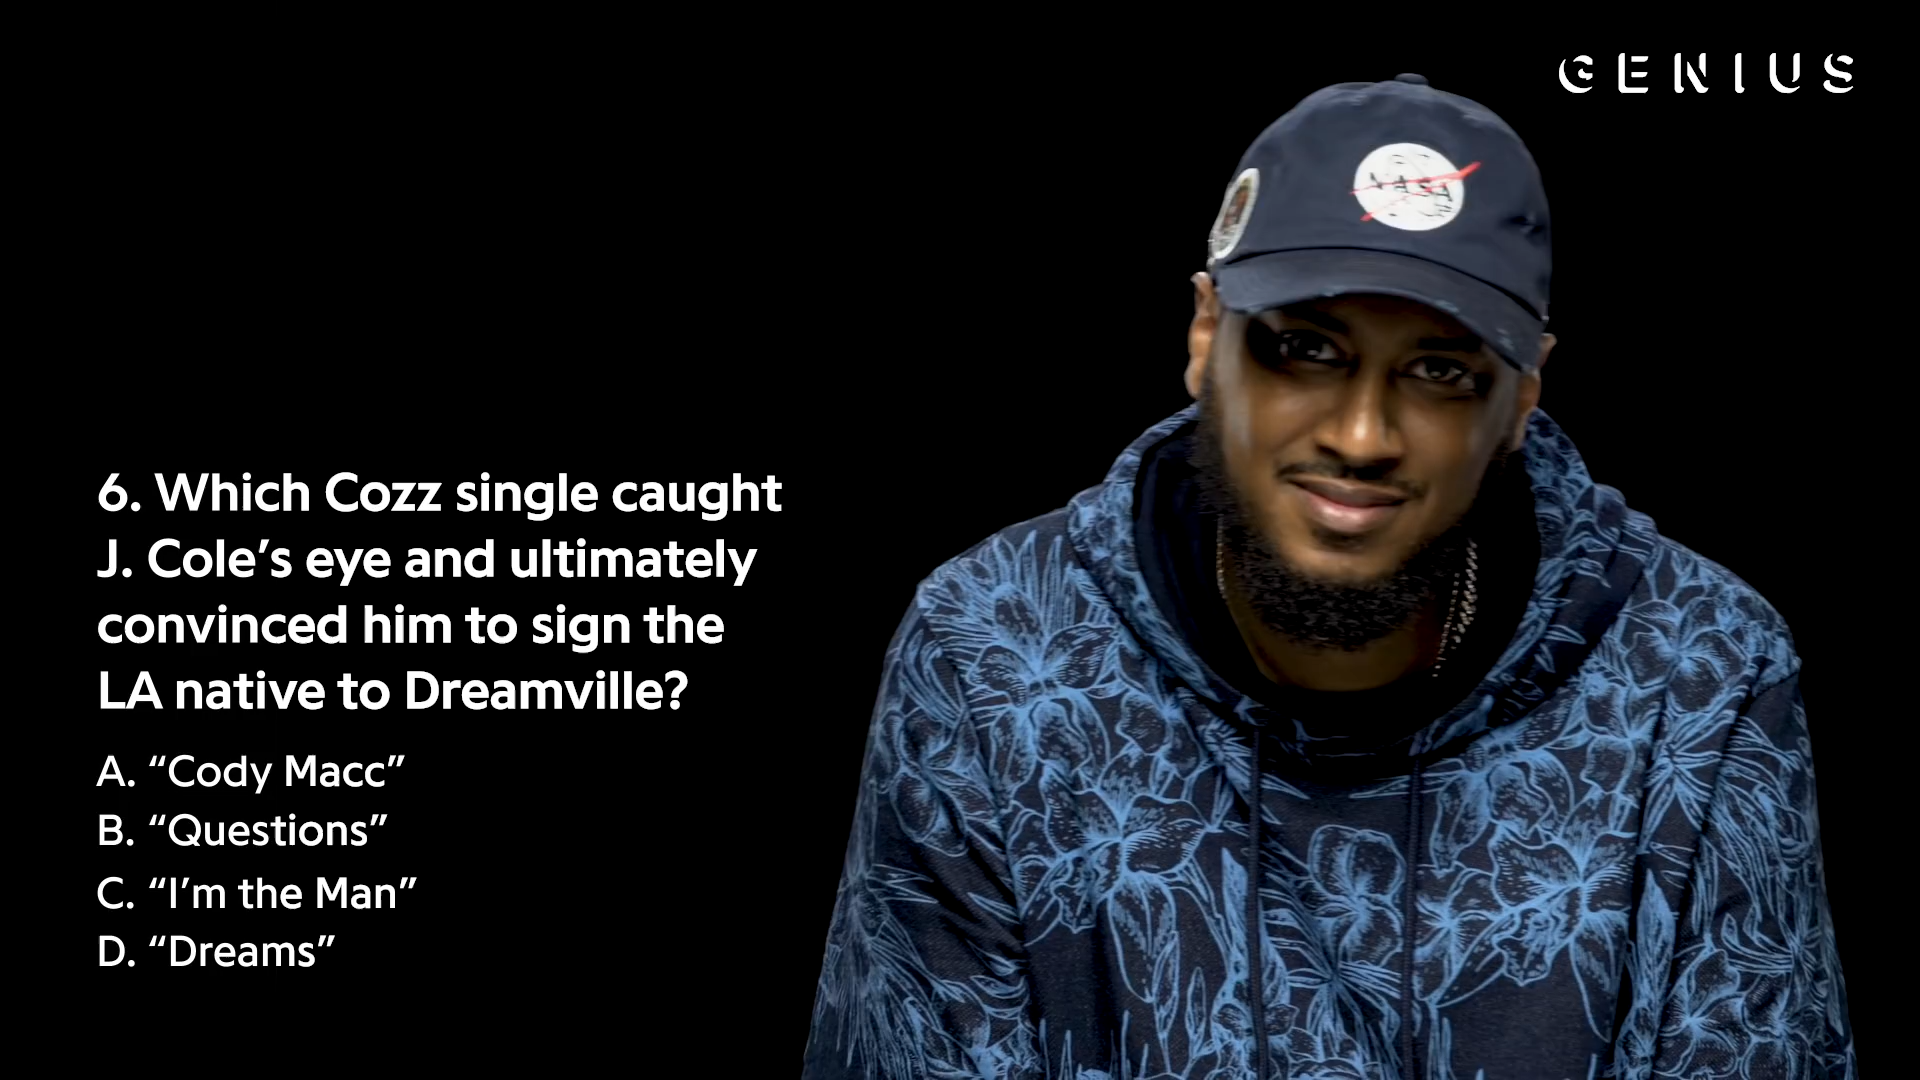 GENIUS
NASA
6. Which Cozz single caught
J. Cole’s eye and ultimately
convinced him to sign the
LA native to Dreamville?
A. “Cody Macc”
B. “Questions”
C. “I’m the Man”
D. “Dreams”